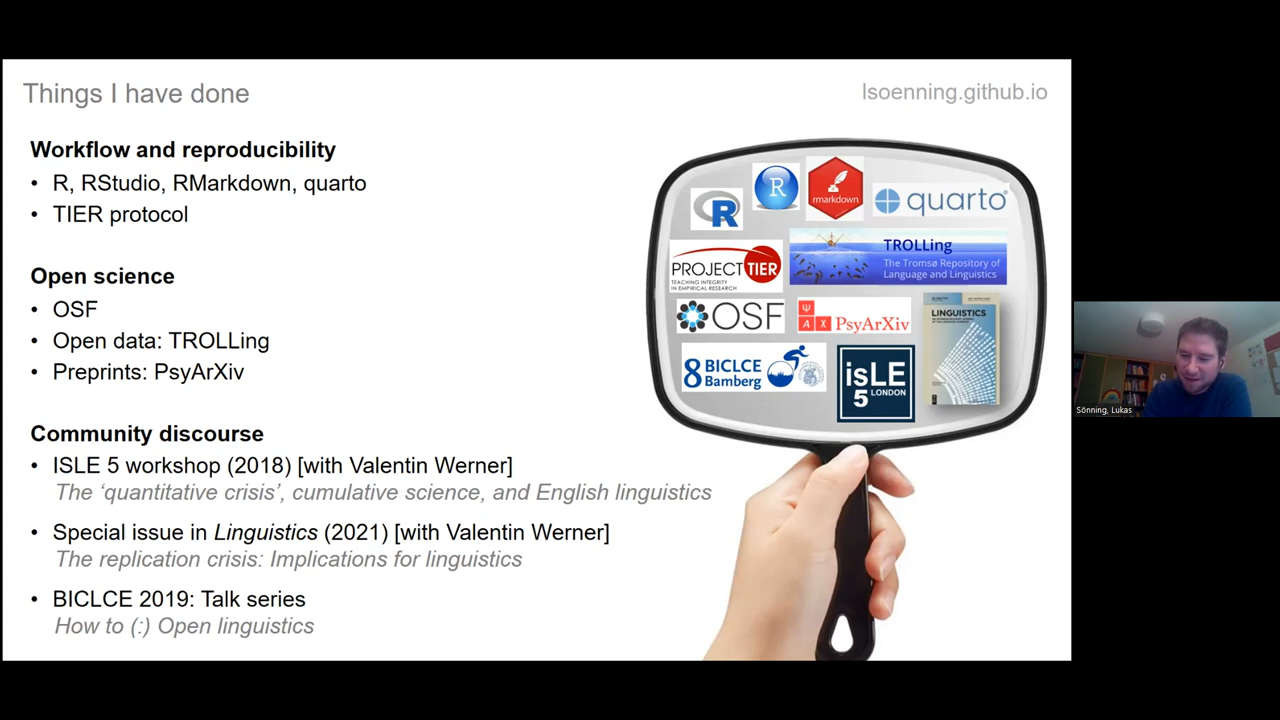 Things I have done
lsoenning.github.io
Workflow and reproducibility
• R, RStudio, RMarkdown, quarto
• TIER protocol
Open science
• OSF
• Open data: TROLLing
• Preprints: PsyArXiv
Community discourse
• ISLE 5 workshop (2018) [with Valentin Werner]
The ‘quantitative crisis’, cumulative science, and English linguistics
• Special issue in Linguistics (2021) [with Valentin Werner]
The replication crisis: Implications for linguistics
• BICLCE 2019: Talk series
How to (:) Open linguistics
R
R
rmarkdown
quarto
PROJECT TIER
TEACHING INTEGRITY
IN EMPIRICAL RESEARCH
TROLLing
The Tromsø Repository of
Language and Linguistics
OSF
Ψ
A X
PsyArXiv
LINGUISTICS
8 BICLCE
Bamberg
isLE
5 LONDON
Sönning, Lukas